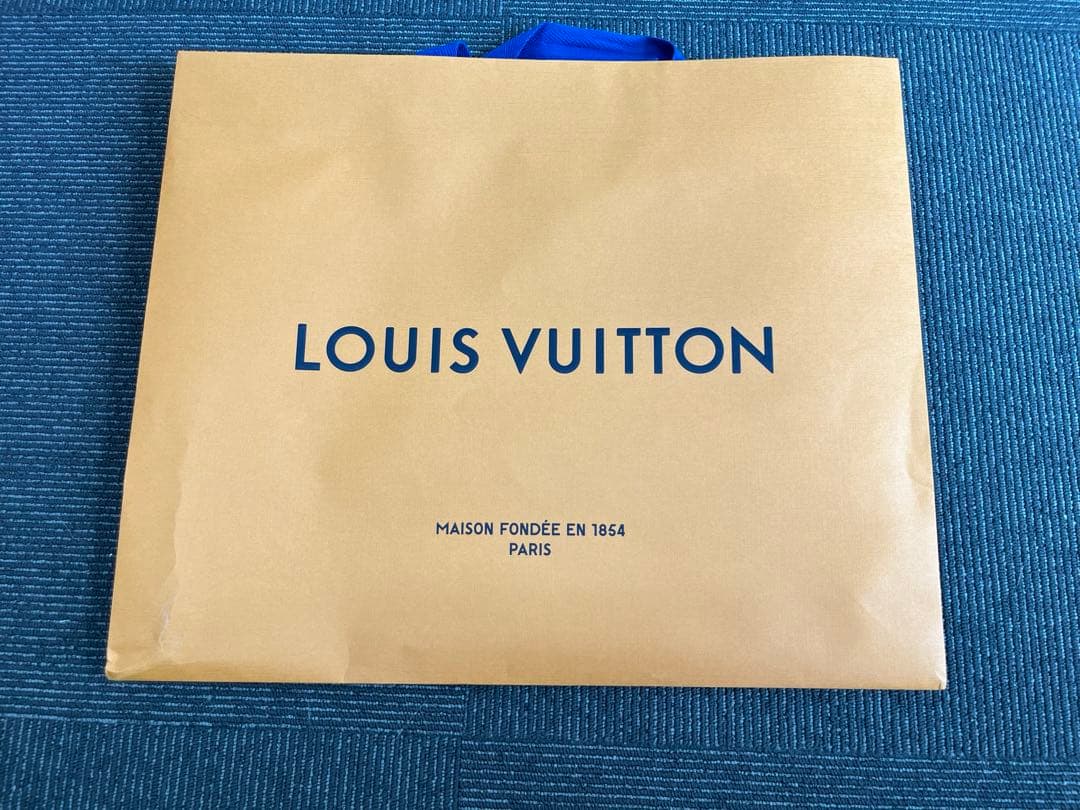 LOUIS VUITTON
MAISON FONDÉE EN 1854
PARIS